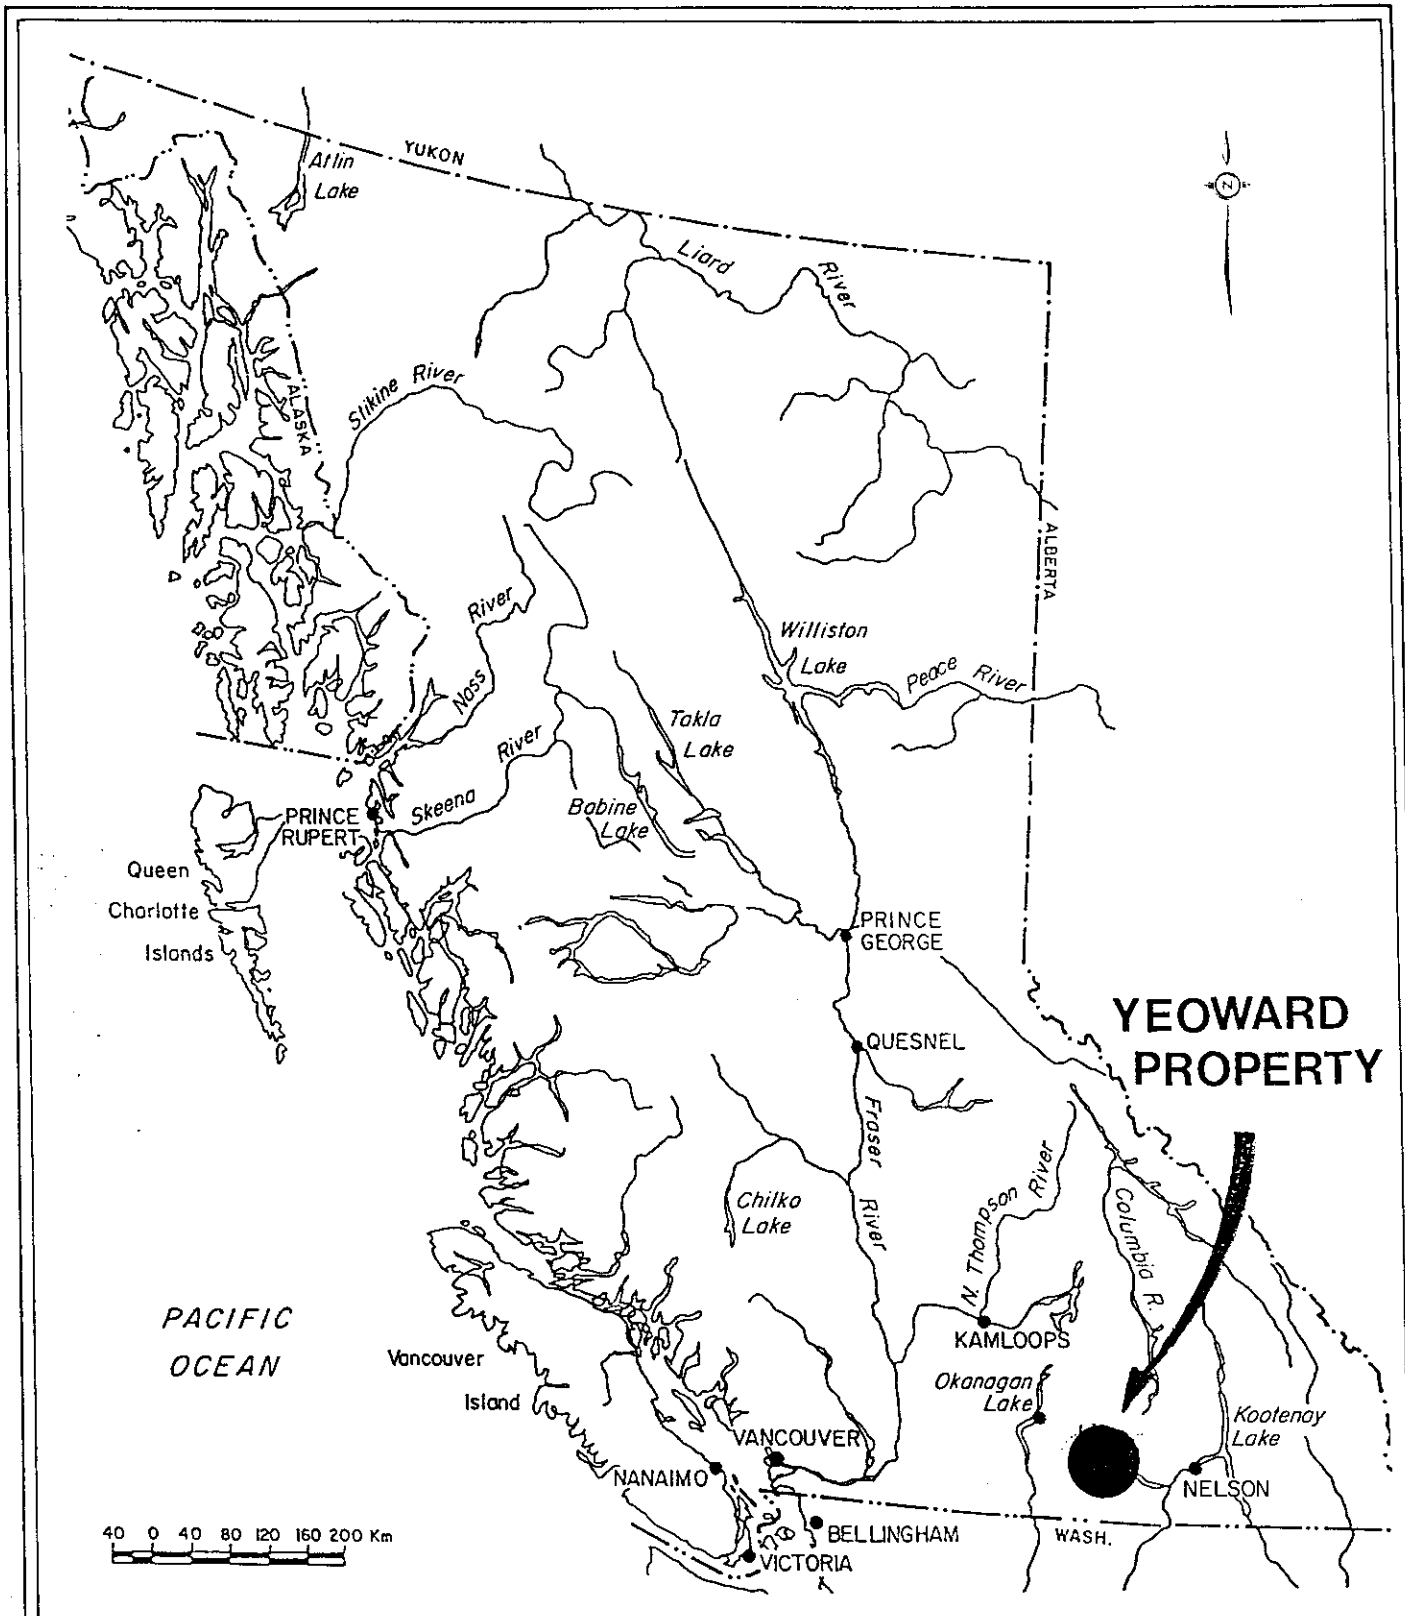 YUKON
Atlin
Lake
N
Liard
River
Stikine River
ALASKA
ALBERTA
River
Nass
Williston
Lake
Peace River
Takla
Lake
River
Skeena
Babine
Lake
PRINCE
RUPERT
Queen
Charlotte
Islands
PRINCE
GEORGE
YEOWARD
PROPERTY
QUESNEL
Fraser
River
Chilko
Lake
N. Thompson River
Columbia R.
PACIFIC
OCEAN
KAMLOOPS
Vancouver
Island
Okanagan
Lake
Kootenay
Lake
VANCOUVER
NANAIMO
NELSON
BELLINGHAM
WASH.
VICTORIA
40 0 40 80 120 160 200 Km